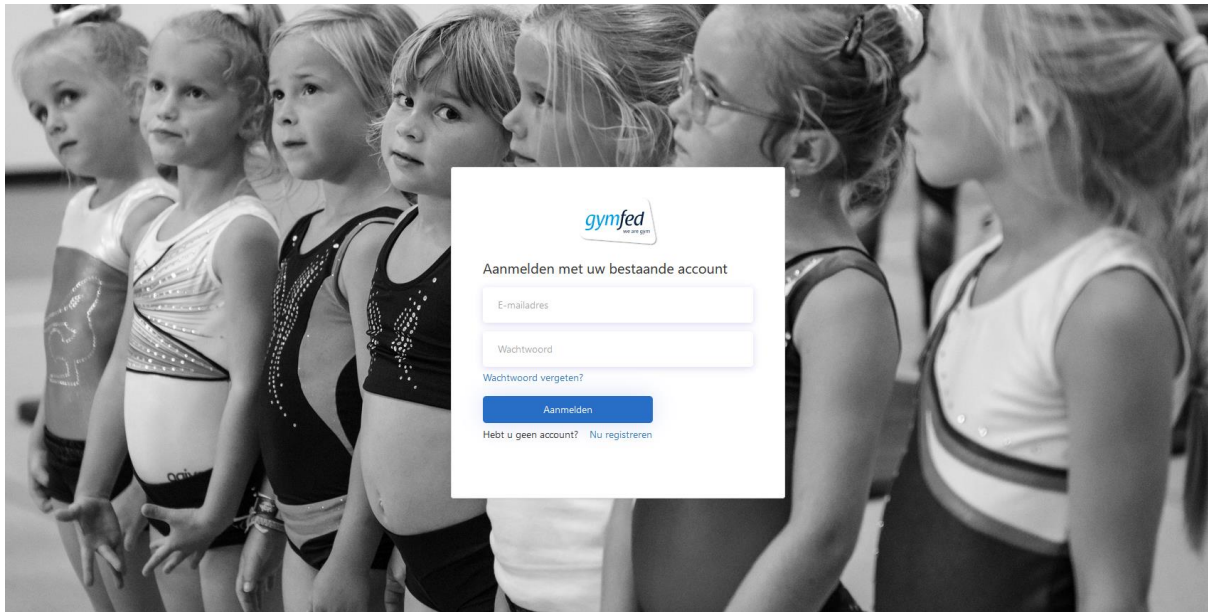 gymfed
we are gym
Aanmelden met uw bestaande account
E-mailadres
Wachtwoord
Wachtwoord vergeten?
Aanmelden
Hebt u geen account? Nu registreren